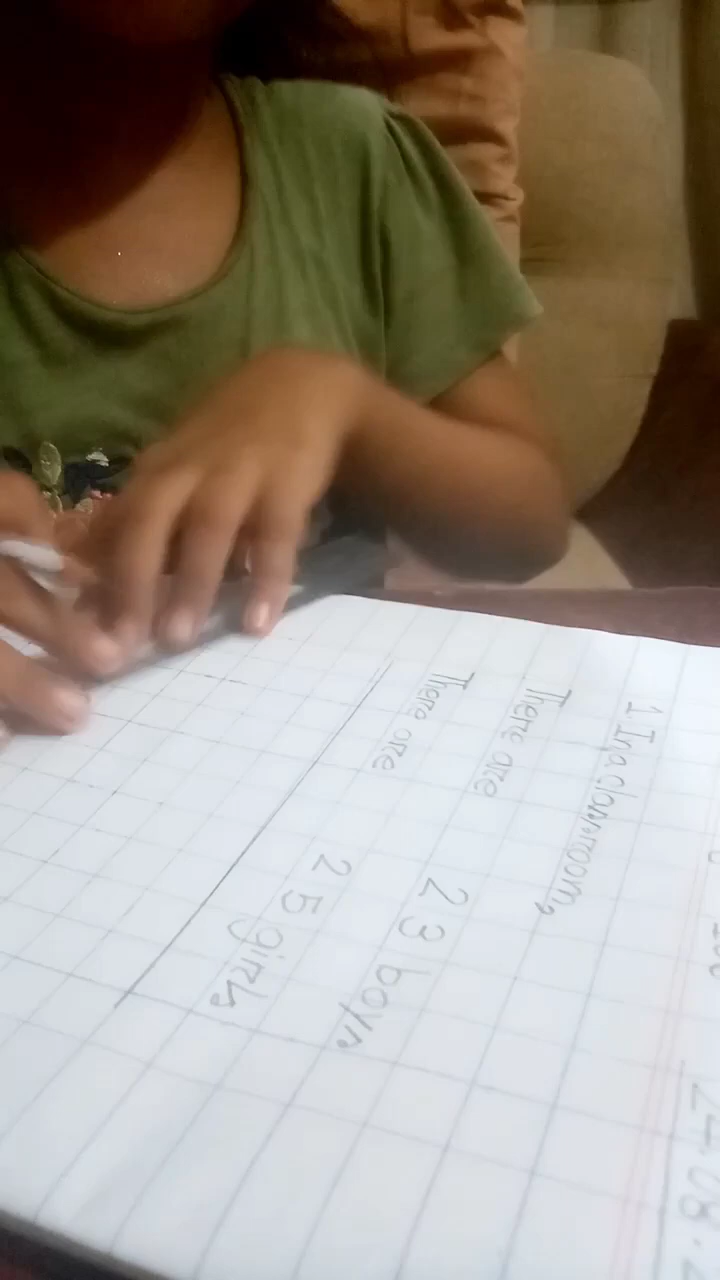 1. In a classroom,
There are 23 boys
There are 25 girls